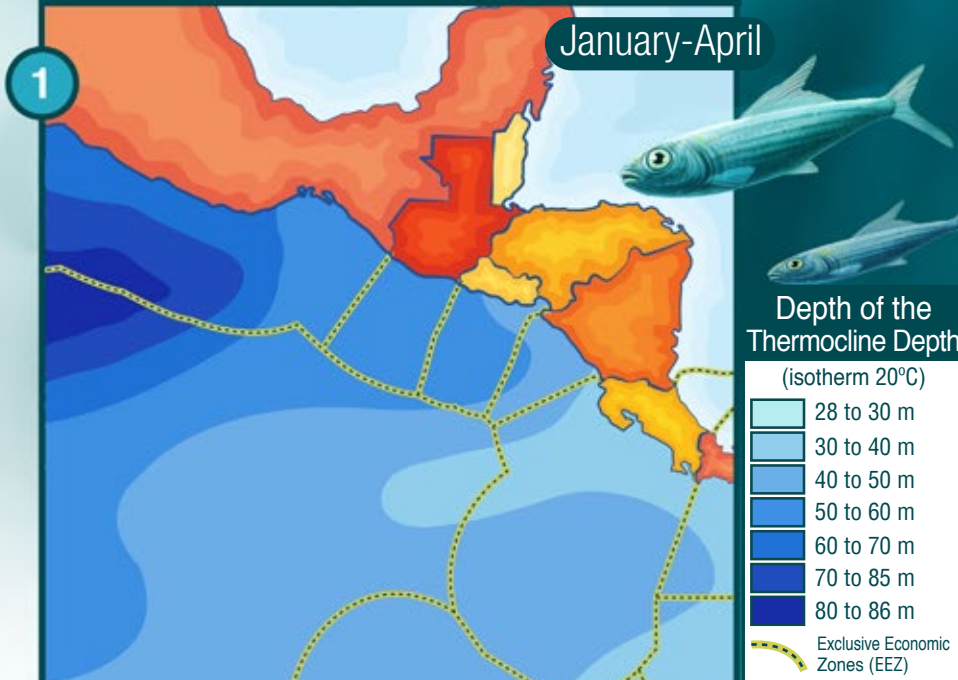 1
January-April
Depth of the
Thermocline Depth
(isotherm 20ºC)
28 to 30 m
30 to 40 m
40 to 50 m
50 to 60 m
60 to 70 m
70 to 85 m
80 to 86 m
Exclusive Economic
Zones (EEZ)